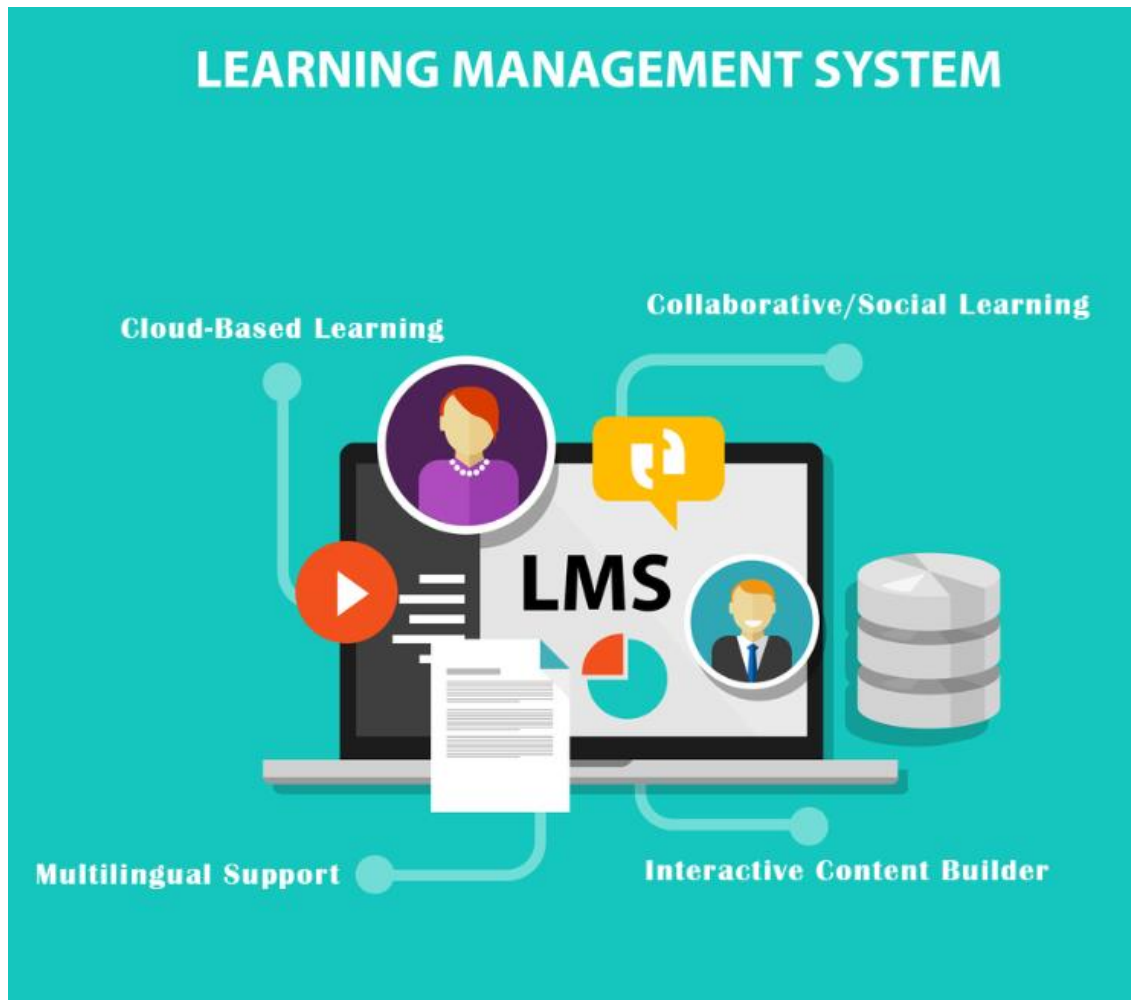 LEARNING MANAGEMENT SYSTEM
Collaborative/Social Learning
Cloud-Based Learning
LMS
Multilingual Support
Interactive Content Builder